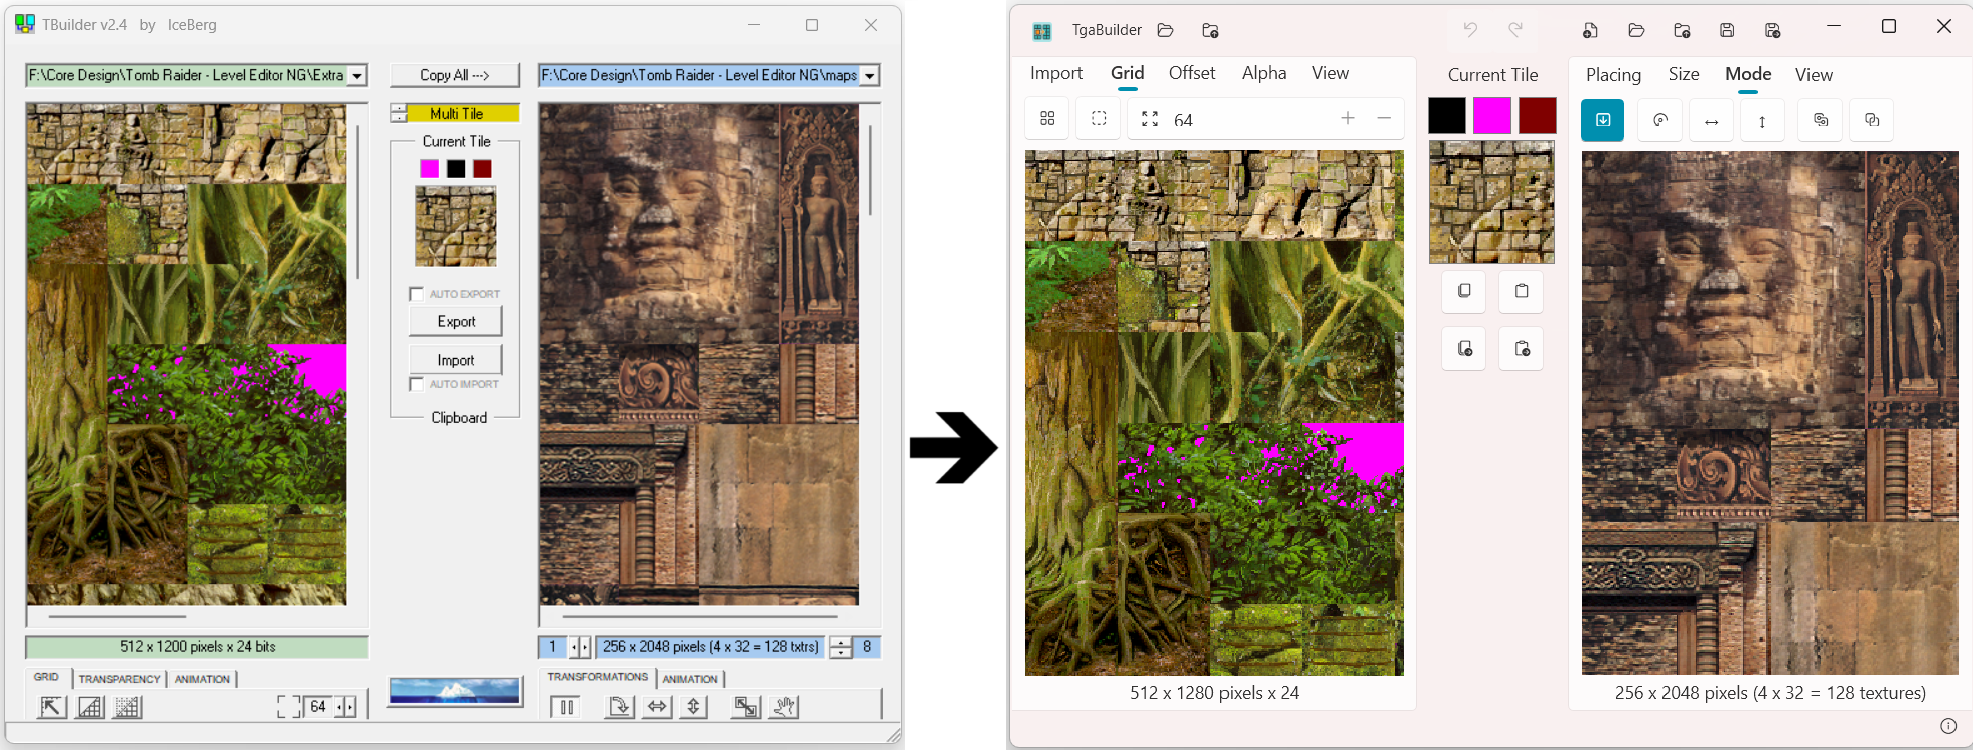 TBuilder v2.4 by IceBerg
F:\Core Design\Tomb Raider - Level Editor NG\Extra
Copy All --->
F:\Core Design\Tomb Raider - Level Editor NG\maps
Multi Tile
Current Tile
AUTO EXPORT
Export
Import
AUTO IMPORT
Clipboard
512 x 1200 pixels x 24 bits
1
256 x 2048 pixels (4 x 32 = 128 txtrs)
8
GRID
TRANSPARENCY
ANIMATION
64
TRANSFORMATIONS
ANIMATION
TgaBuilder
Import Grid Offset Alpha View
64
Current Tile
Placing Size Mode View
512 x 1280 pixels x 24
256 x 2048 pixels (4 x 32 = 128 textures)